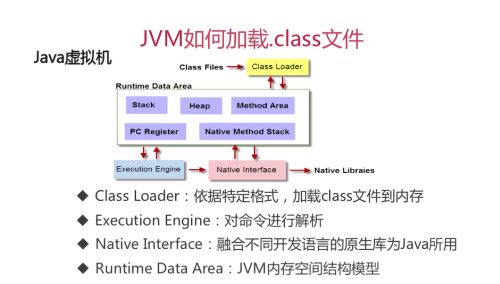 JVM如何加载.class文件
Java虚拟机
Class Files
Class Loader
Runtime Data Area
Stack
Heap
Method Area
PC Register
Native Method Stack
Execution Engine
Native Interface
Native Libraies
◆ Class Loader：依据特定格式，加载class文件到内存
◆ Execution Engine：对命令进行解析
◆ Native Interface：融合不同开发语言的原生库为Java所用
◆ Runtime Data Area：JVM内存空间结构模型